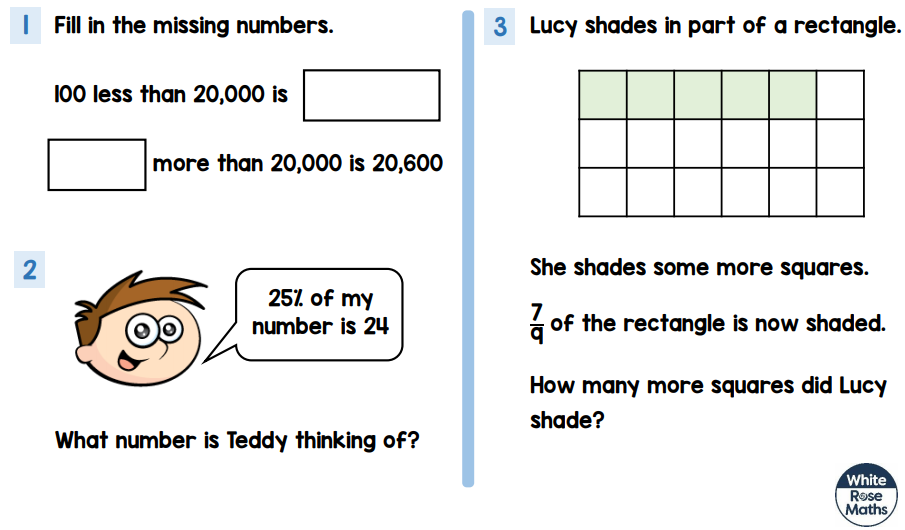 1 Fill in the missing numbers.
100 less than 20,000 is
more than 20,000 is 20,600
2
25% of my
number is 24
What number is Teddy thinking of?
3 Lucy shades in part of a rectangle.
She shades some more squares.
7/9 of the rectangle is now shaded.
How many more squares did Lucy
shade?
White
Rose
Maths